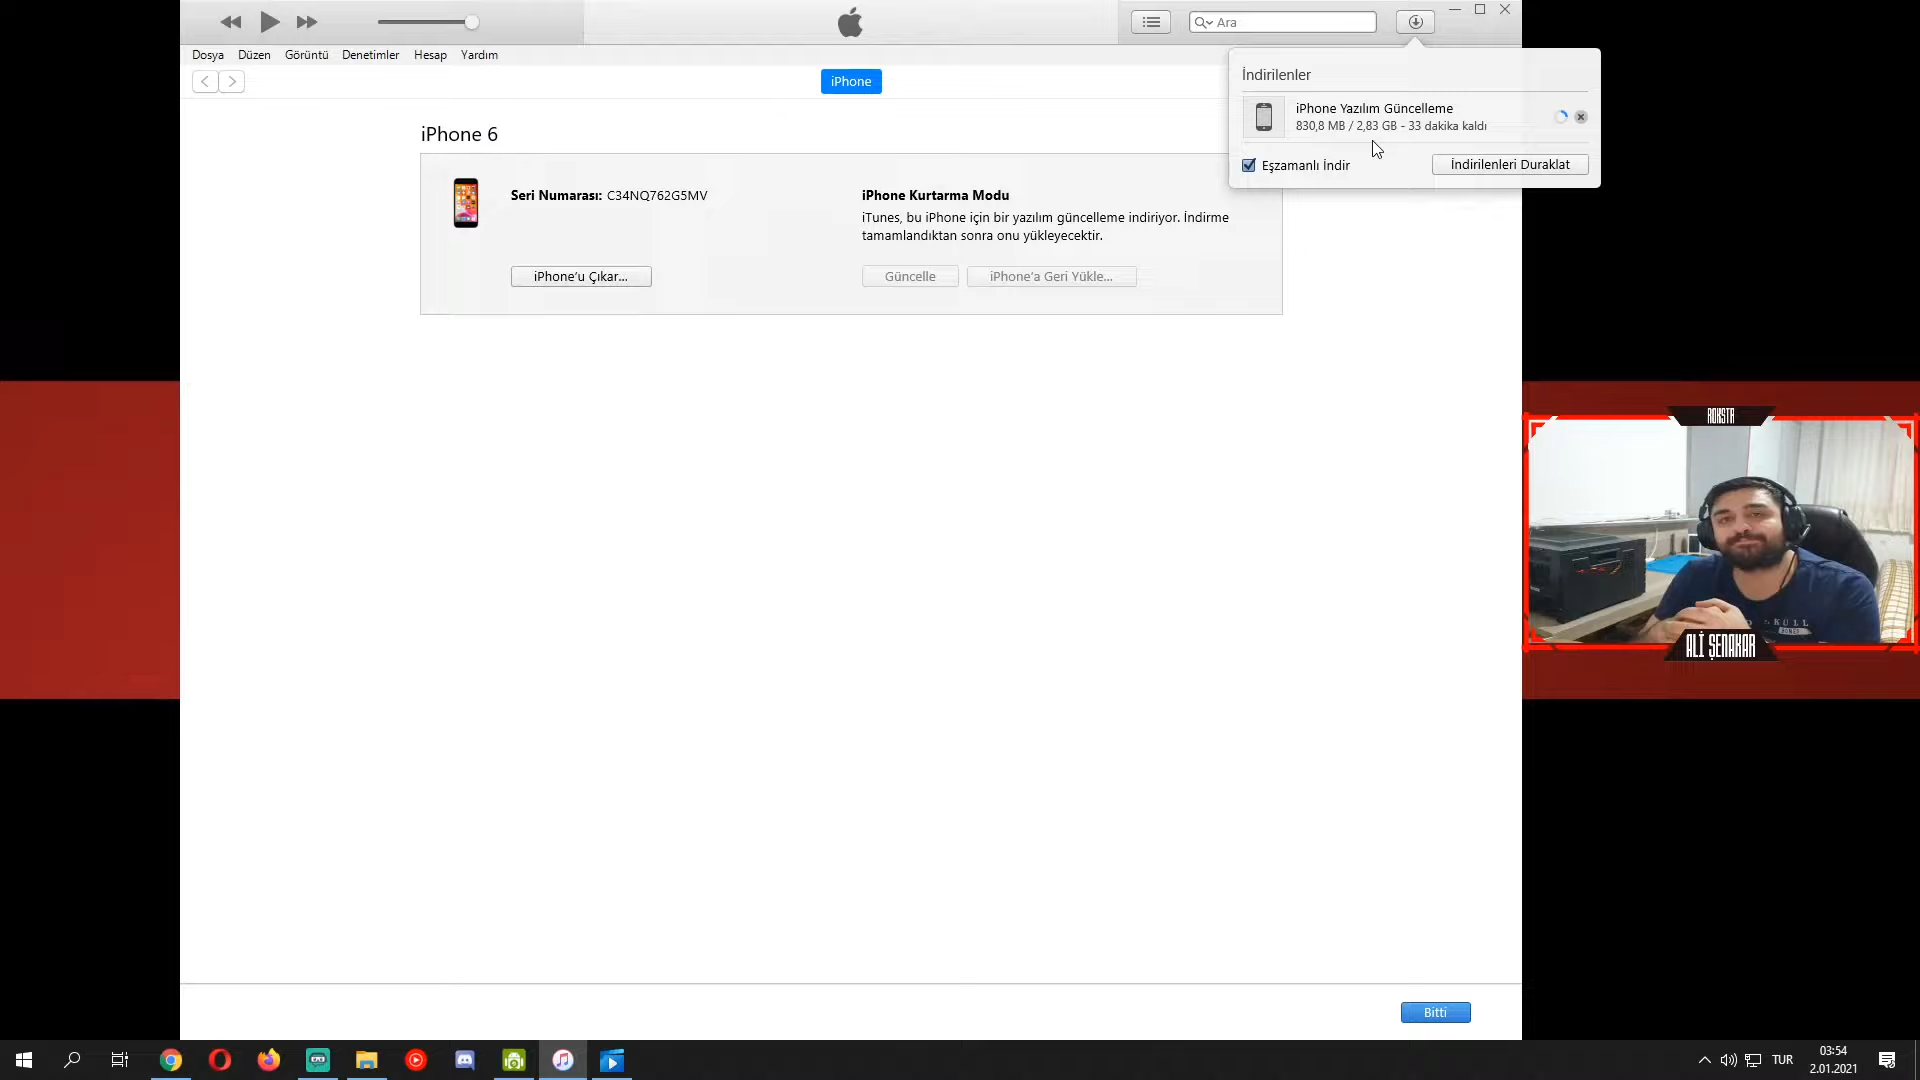 Ara
Dosya Düzen Görüntü Denetimler Hesap Yardım
iPhone
İndirilenler
iPhone Yazılım Güncelleme
830,8 MB / 2,83 GB - 33 dakika kaldı
Eşzamanlı İndir
İndirilenleri Duraklat
iPhone 6
Seri Numarası: C34NQ762G5MV
iPhone Kurtarma Modu
iTunes, bu iPhone için bir yazılım güncelleme indiriyor. İndirme
tamamlandıktan sonra onu yükleyecektir.
iPhone'u Çıkar...
Güncelle
iPhone'a Geri Yükle...
ROKSTR
KÜLL
ALİ ŞENAKAR
Bitti
TUR
03:54
2.01.2021